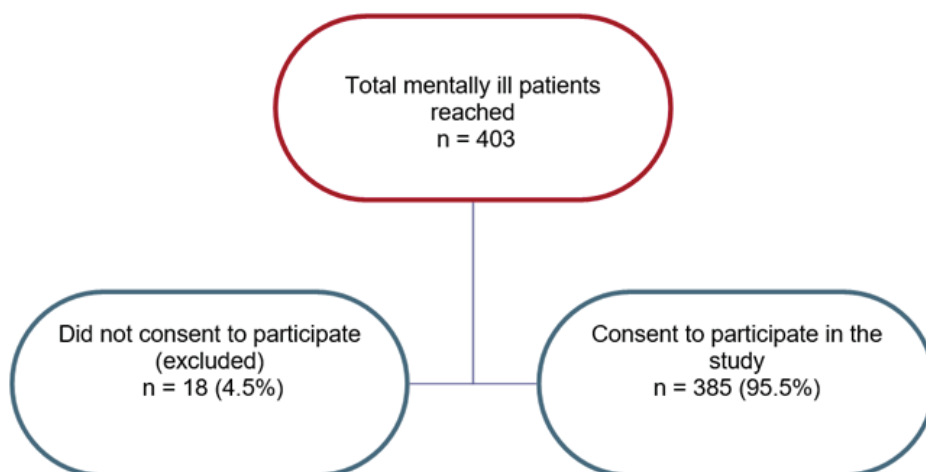 Total mentally ill patients
reached
n = 403
Did not consent to participate
(excluded)
n = 18 (4.5%)
Consent to participate in the
study
n = 385 (95.5%)